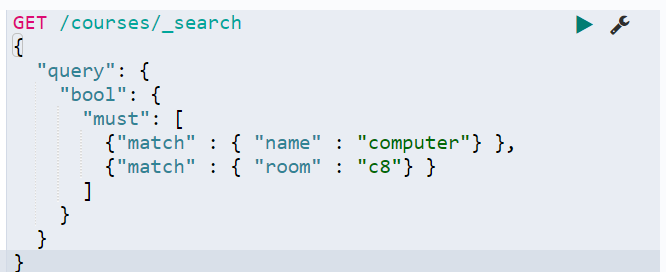 GET /courses/_search
{
  "query": {
    "bool": {
      "must": [
        {"match" : { "name" : "computer"} },
        {"match" : { "room" : "c8"} }
      ]
    }
  }
}